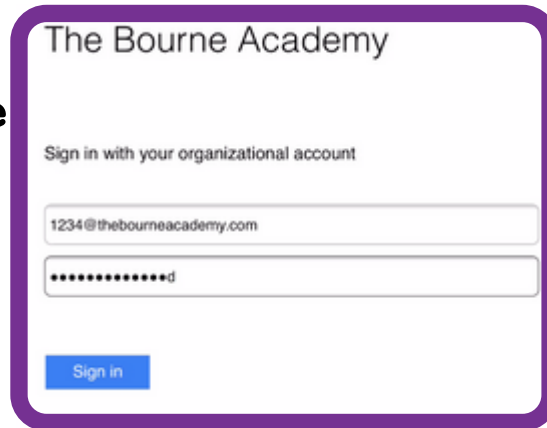 The Bourne Academy
e
Sign in with your organizational account
1234@thebourneacademy.com
•••••••••••••d
Sign in